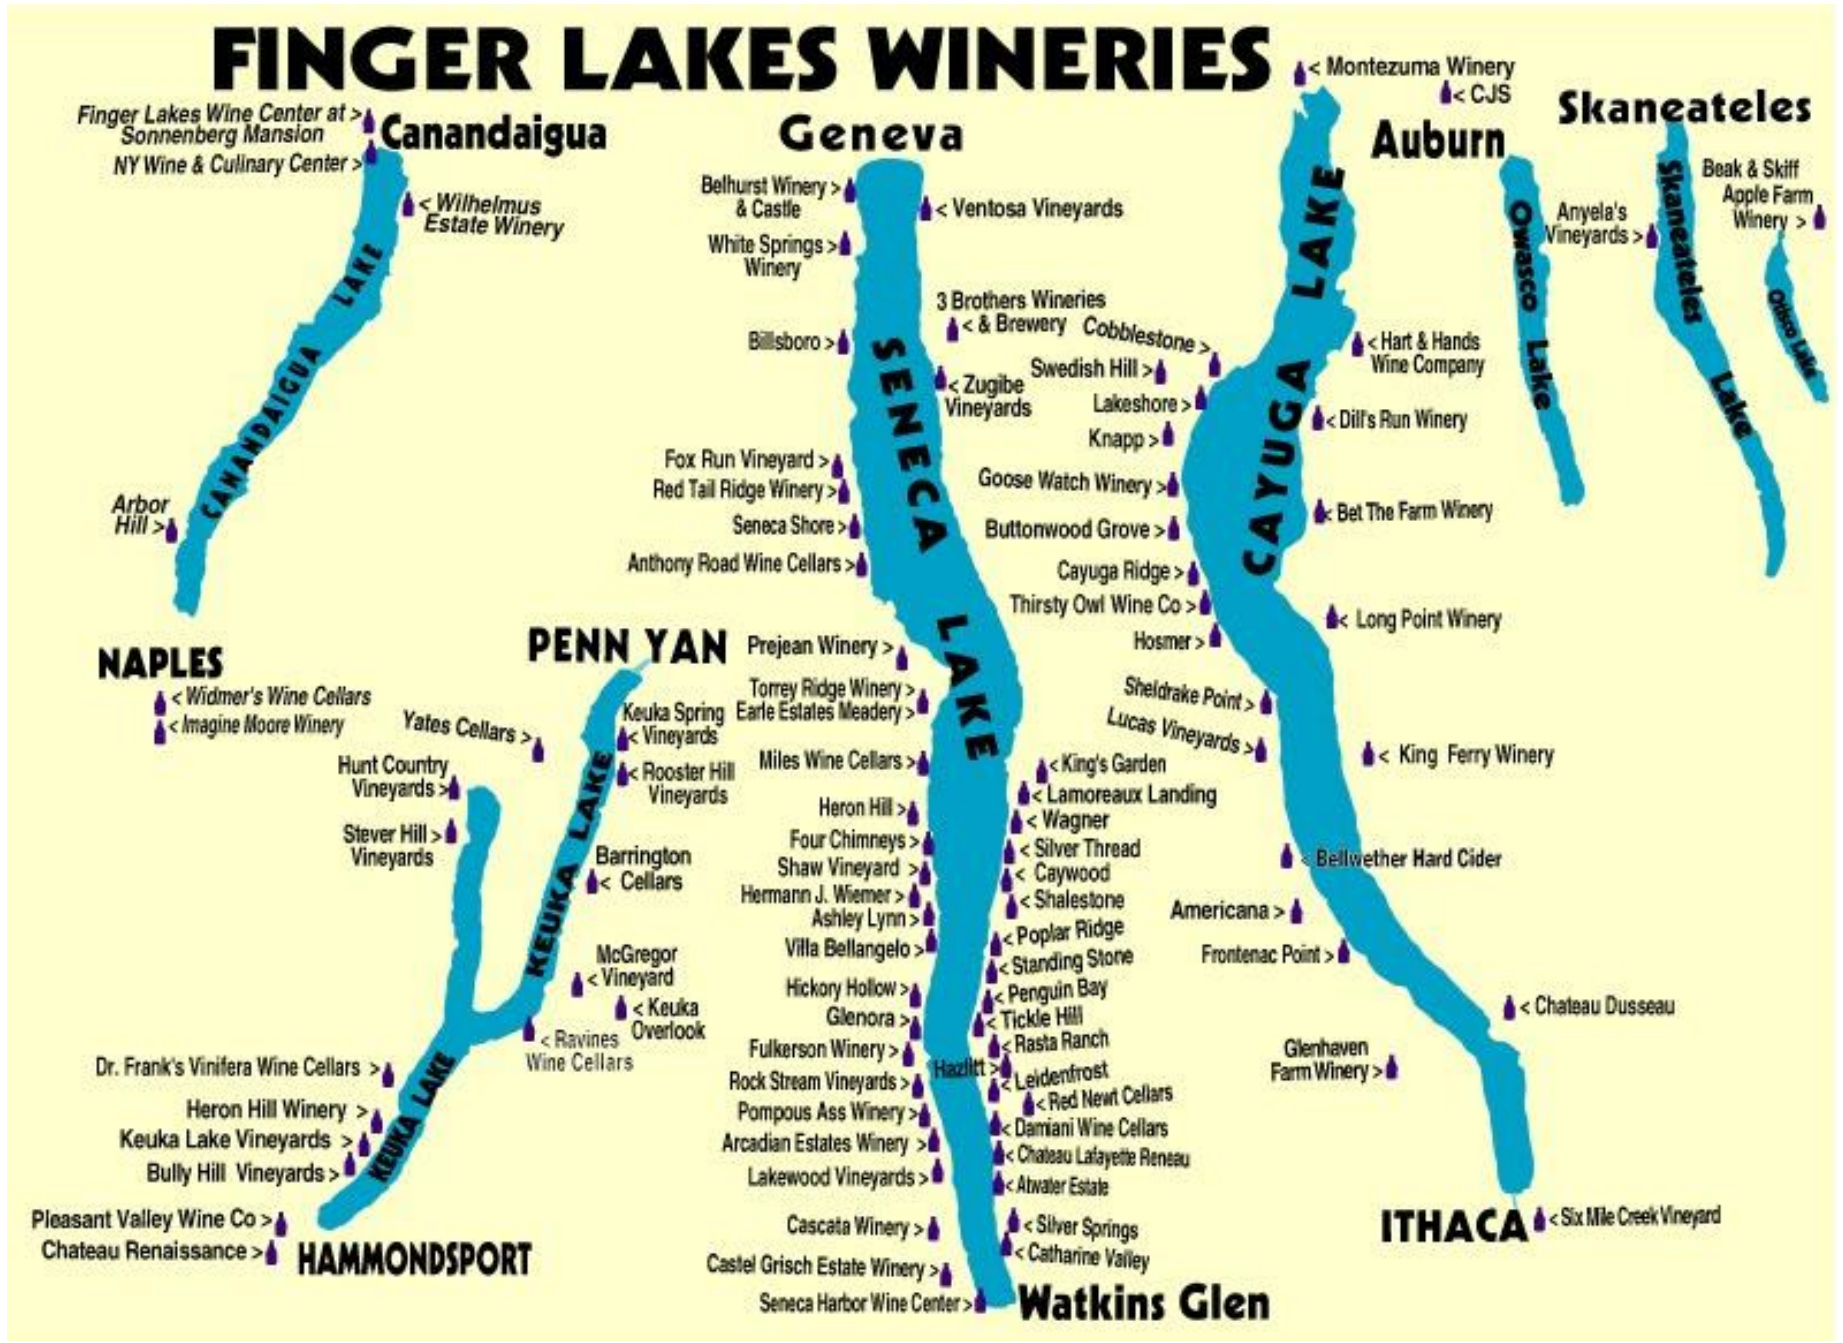 FINGER LAKES WINERIES
< Montezuma Winery
< CJS
Finger Lakes Wine Center at >
Sonnenberg Mansion
NY Wine & Culinary Center >
Canandaigua
< Wilhelmus
Estate Winery
CANANDAIGUA LAKE
Arbor
Hill >
NAPLES
< Widmer's Wine Cellars
< Imagine Moore Winery
PENN YAN
Yates Cellars >
Keuka Spring
< Vineyards
Hunt Country
Vineyards >
< Rooster Hill
Vineyards
Stever Hill >
Vineyards
Barrington
< Cellars
KEUKA LAKE
McGregor
< Vineyard
< Keuka
Overlook
< Ravines
Wine Cellars
Dr. Frank's Vinifera Wine Cellars >
Heron Hill Winery >
Keuka Lake Vineyards >
Bully Hill Vineyards >
KEUKA LAKE
Pleasant Valley Wine Co >
Chateau Renaissance >
HAMMONDSPORT
Geneva
Belhurst Winery >
& Castle
< Ventosa Vineyards
White Springs >
Winery
3 Brothers Wineries
< & Brewery
Billsboro >
< Zugibe
Vineyards
SENECA LAKE
Fox Run Vineyard >
Red Tail Ridge Winery >
Seneca Shore >
Anthony Road Wine Cellars >
Prejean Winery >
Torrey Ridge Winery >
Earle Estates Meadery >
Miles Wine Cellars >
Heron Hill >
Four Chimneys >
Shaw Vineyard >
Hermann J. Wiemer >
Ashley Lynn >
Villa Bellangelo >
Hickory Hollow >
Glenora >
Fulkerson Winery >
Rock Stream Vineyards >
Pompous Ass Winery >
Arcadian Estates Winery >
Lakewood Vineyards >
Cascata Winery >
Castel Grisch Estate Winery >
Seneca Harbor Wine Center >
< King's Garden
< Lamoreaux Landing
< Wagner
< Silver Thread
< Caywood
< Shalestone
< Poplar Ridge
< Standing Stone
< Penguin Bay
< Tickle Hill
< Rasta Ranch
Hazlitt >
< Leidenfrost
< Red Newt Cellars
< Damiani Wine Cellars
< Chateau Lafayette Reneau
< Atwater Estate
< Silver Springs
< Catharine Valley
Watkins Glen
Cobblestone >
Swedish Hill >
Lakeshore >
Knapp >
Goose Watch Winery >
Buttonwood Grove >
Cayuga Ridge >
Thirsty Owl Wine Co >
Hosmer >
Sheldrake Point >
Lucas Vineyards >
CAYUGA LAKE
< Hart & Hands
Wine Company
< Dill's Run Winery
< Bet The Farm Winery
< Long Point Winery
< King Ferry Winery
< Bellwether Hard Cider
Americana >
Frontenac Point >
< Chateau Dusseau
Glenhaven
Farm Winery >
ITHACA
< Six Mile Creek Vineyard
Auburn
Owasco Lake
Skaneateles
Anyela's
Vineyards >
Skaneateles Lake
Beak & Skiff
Apple Farm
Winery >
Otisco Lake